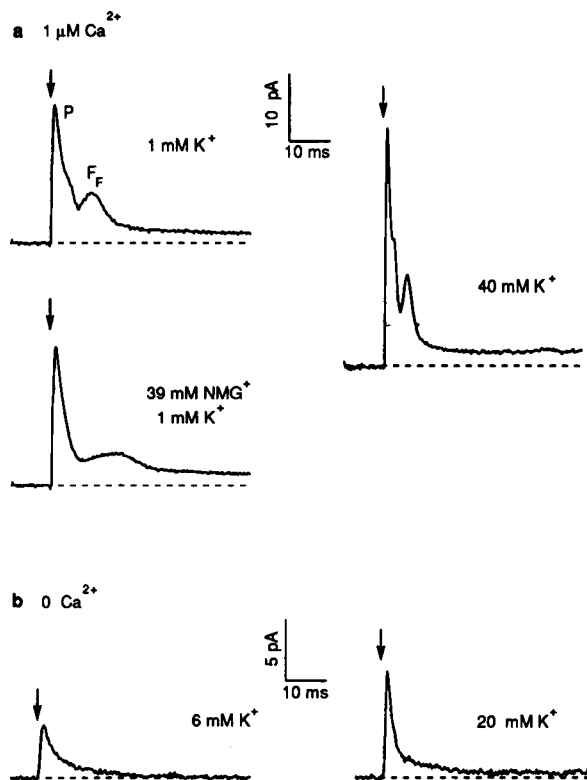 a 1 μM Ca²⁺
P
F_F
1 mM K⁺
10 pA
10 ms
40 mM K⁺
39 mM NMG⁺
1 mM K⁺
b 0 Ca²⁺
6 mM K⁺
5 pA
10 ms
20 mM K⁺